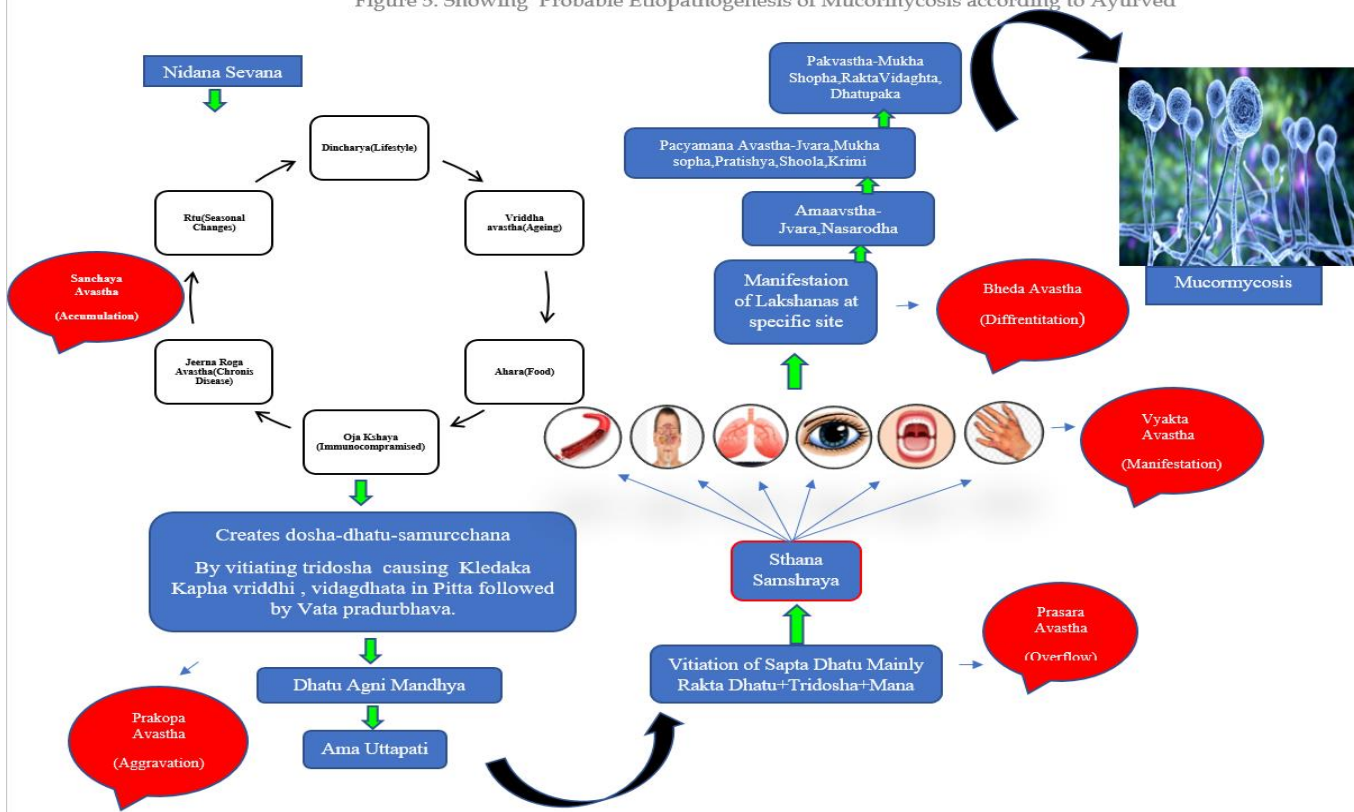 Figure 5. Showing Probable Etiopathogenesis of Mucormycosis according to Ayurved
Nidana Sevana
Dincharya(Lifestyle)
Vriddha
avastha(Ageing)
Ahara(Food)
Oja Kshaya
(Immunocompramised)
Jeerna Roga
Avastha(Chronis
Disease)
Rtu(Seasonal
Changes)
Sanchaya
Avastha
(Accumulation)
Creates dosha-dhatu-samurcchana
By vitiating tridosha causing Kledaka
Kapha vriddhi , vidagdhata in Pitta followed
by Vata pradurbhava.
Dhatu Agni Mandhya
Ama Uttapati
Prakopa
Avastha
(Aggravation)
Vitiation of Sapta Dhatu Mainly
Rakta Dhatu+Tridosha+Mana
Prasara
Avastha
(Overflow)
Sthana
Samshraya
Vyakta
Avastha
(Manifestation)
Manifestaion
of Lakshanas at
specific site
Bheda Avastha
(Diffrentitation)
Amaavstha-
Jvara,Nasarodha
Pacyamana Avastha-Jvara,Mukha
sopha,Pratishya,Shoola,Krimi
Pakvastha-Mukha
Shopha,RaktaVidaghta,
Dhatupaka
Mucormycosis